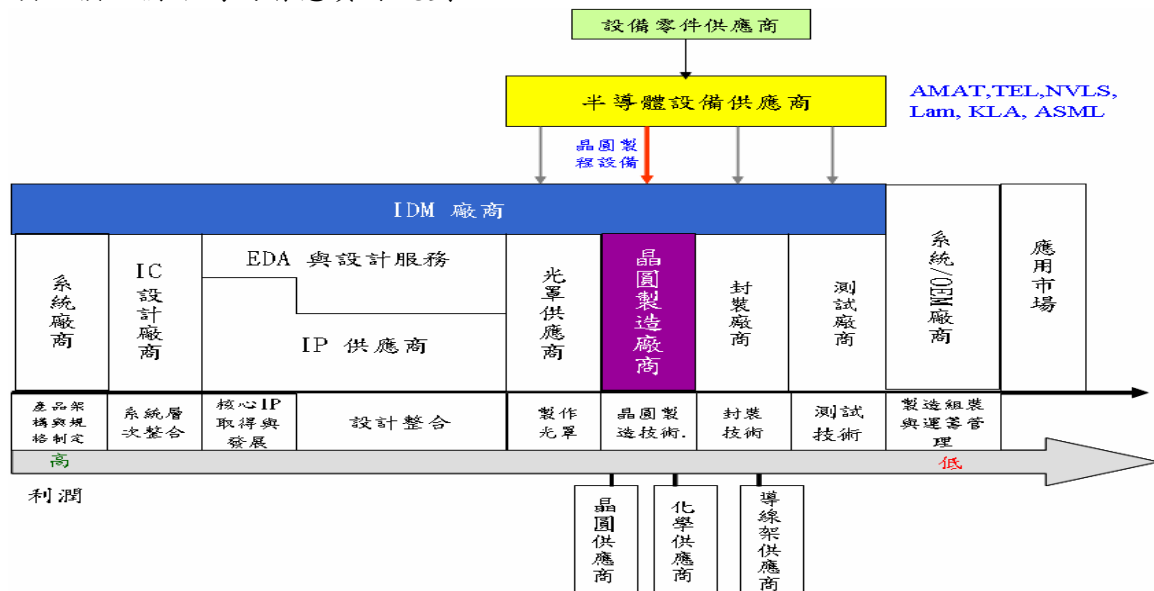 設備零件供應商
半導體設備供應商
AMAT,TEL,NVLS,
Lam, KLA, ASML
晶圓製
程設備
IDM 廠商
系統廠商
IC設計廠商
EDA 與設計服務
IP 供應商
光罩供應商
晶圓製造廠商
封裝廠商
測試廠商
系統/OEM廠商
應用市場
產品架
構與規
格制定
系統層
次整合
核心IP
取得與
發展
設計整合
製作
光罩
晶圓製
造技術.
封裝
技術
測試
技術
製造組裝
與運籌管
理
高
低
利潤
晶圓供應商
化學供應商
導線架供應商